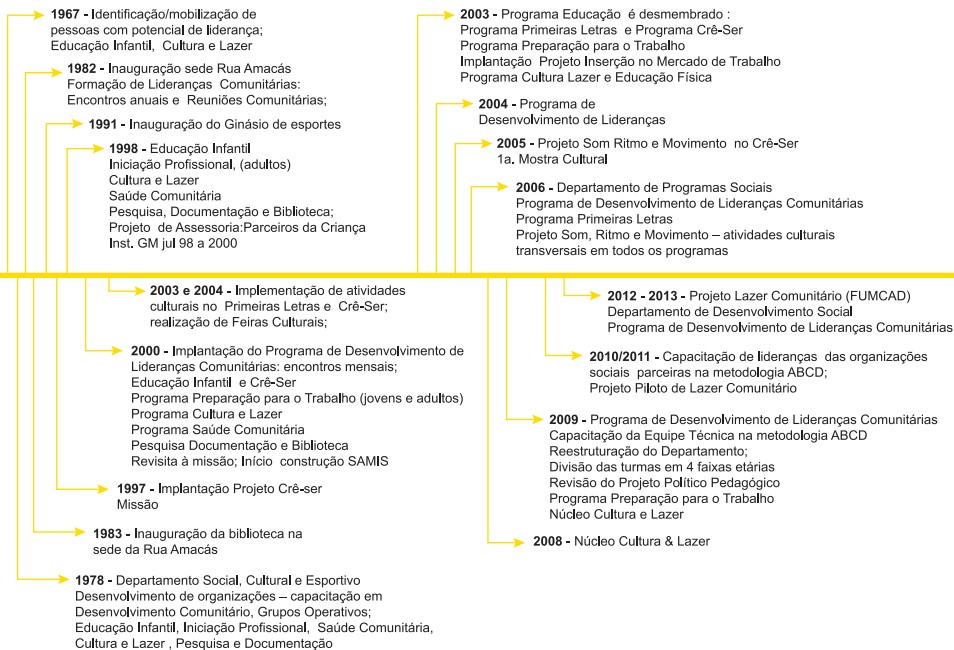 1967 - Identificação/mobilização de
pessoas com potencial de liderança;
Educação Infantil, Cultura e Lazer
1982 - Inauguração sede Rua Amacás
Formação de Lideranças Comunitárias:
Encontros anuais e Reuniões Comunitárias;
1991 - Inauguração do Ginásio de esportes
1998 - Educação Infantil
Iniciação Profissional, (adultos)
Cultura e Lazer
Saúde Comunitária
Pesquisa, Documentação e Biblioteca;
Projeto de Assessoria:Parceiros da Criança
Inst. GM jul 98 a 2000
2003 - Programa Educação é desmembrado :
Programa Primeiras Letras e Programa Crê-Ser
Programa Preparação para o Trabalho
Implantação Projeto Inserção no Mercado de Trabalho
Programa Cultura Lazer e Educação Física
2004 - Programa de
Desenvolvimento de Lideranças
2005 - Projeto Som Ritmo e Movimento no Crê-Ser
1a. Mostra Cultural
2006 - Departamento de Programas Sociais
Programa de Desenvolvimento de Lideranças Comunitárias
Programa Primeiras Letras
Projeto Som, Ritmo e Movimento – atividades culturais
transversais em todos os programas
2003 e 2004 - Implementação de atividades
culturais no Primeiras Letras e Crê-Ser;
realização de Feiras Culturais;
2000 - Implantação do Programa de Desenvolvimento de
Lideranças Comunitárias: encontros mensais;
Educação Infantil e Crê-Ser
Programa Preparação para o Trabalho (jovens e adultos)
Programa Cultura e Lazer
Programa Saúde Comunitária
Pesquisa Documentação e Biblioteca
Revisita à missão; Início construção SAMIS
1997 - Implantação Projeto Crê-ser
Missão
1983 - Inauguração da biblioteca na
sede da Rua Amacás
1978 - Departamento Social, Cultural e Esportivo
Desenvolvimento de organizações – capacitação em
Desenvolvimento Comunitário, Grupos Operativos;
Educação Infantil, Iniciação Profissional, Saúde Comunitária,
Cultura e Lazer , Pesquisa e Documentação
2012 - 2013 - Projeto Lazer Comunitário (FUMCAD)
Departamento de Desenvolvimento Social
Programa de Desenvolvimento de Lideranças Comunitárias
2010/2011 - Capacitação de lideranças das organizações
sociais parceiras na metodologia ABCD;
Projeto Piloto de Lazer Comunitário
2009 - Programa de Desenvolvimento de Lideranças Comunitárias
Capacitação da Equipe Técnica na metodologia ABCD
Reestruturação do Departamento;
Divisão das turmas em 4 faixas etárias
Revisão do Projeto Político Pedagógico
Programa Preparação para o Trabalho
Núcleo Cultura e Lazer
2008 - Núcleo Cultura & Lazer